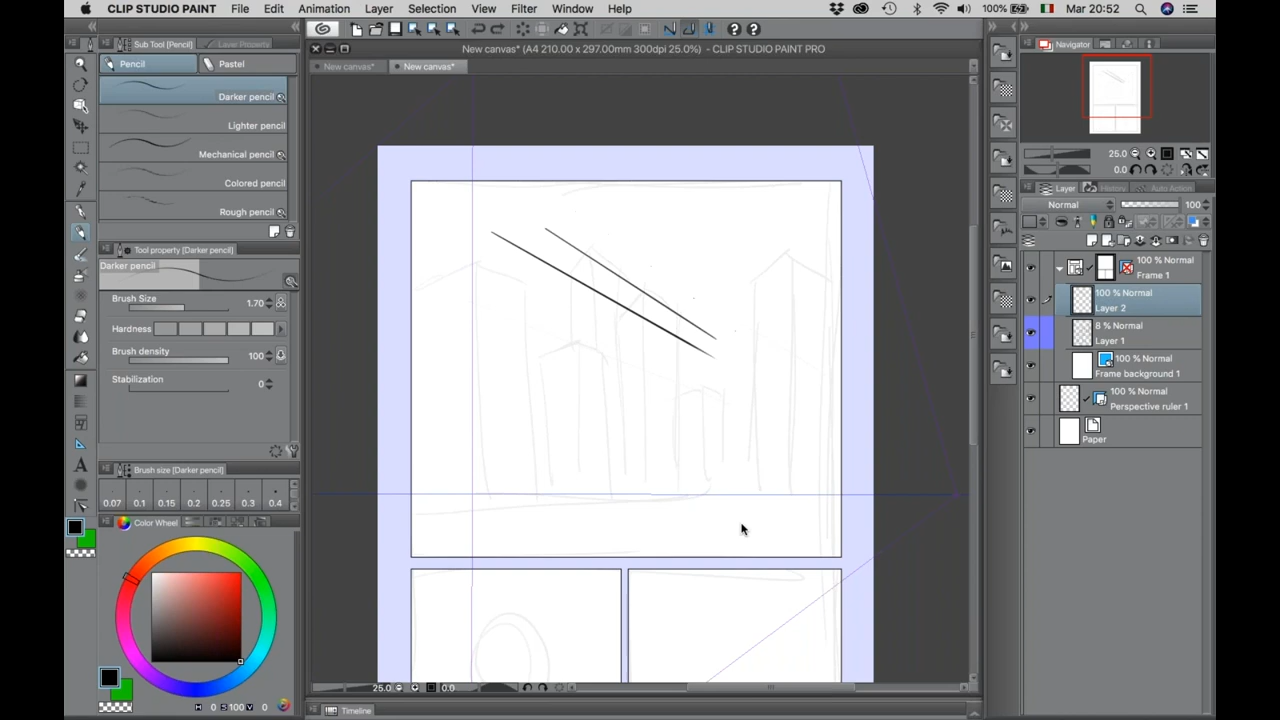 CLIP STUDIO PAINT File Edit Animation Layer Selection View Filter Window Help 100% Mar 20:52
New canvas* (A4 210.00 x 297.00mm 300dpi 25.0%) - CLIP STUDIO PAINT PRO
Sub Tool [Pencil] Layer Property
New canvas* New canvas*
Navigator
Pencil Pastel
Darker pencil
Lighter pencil
Mechanical pencil
Colored pencil
Rough pencil
Tool property [Darker pencil]
Darker pencil
Brush Size 1.70
Hardness
Brush density 100
Stabilization 0
Brush size [Darker pencil]
0.07 0.1 0.15 0.2 0.25 0.3 0.4
Color Wheel
H 0 S 100 V 0
25.0 0.0
Timeline
25.0
0.0
Layer History Auto Action
Normal 100
100 % Normal
Frame 1
100 % Normal
Layer 2
8 % Normal
Layer 1
100 % Normal
Frame background 1
100 % Normal
Perspective ruler 1
Paper